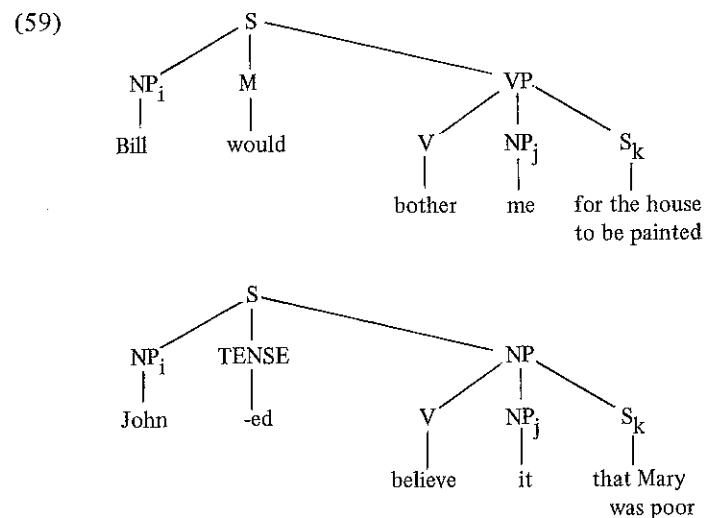 (59)
S
NPi M VP
Bill would V NPj Sk
bother me for the house
to be painted
S
NPi TENSE NP
John -ed V NPj Sk
believe it that Mary
was poor